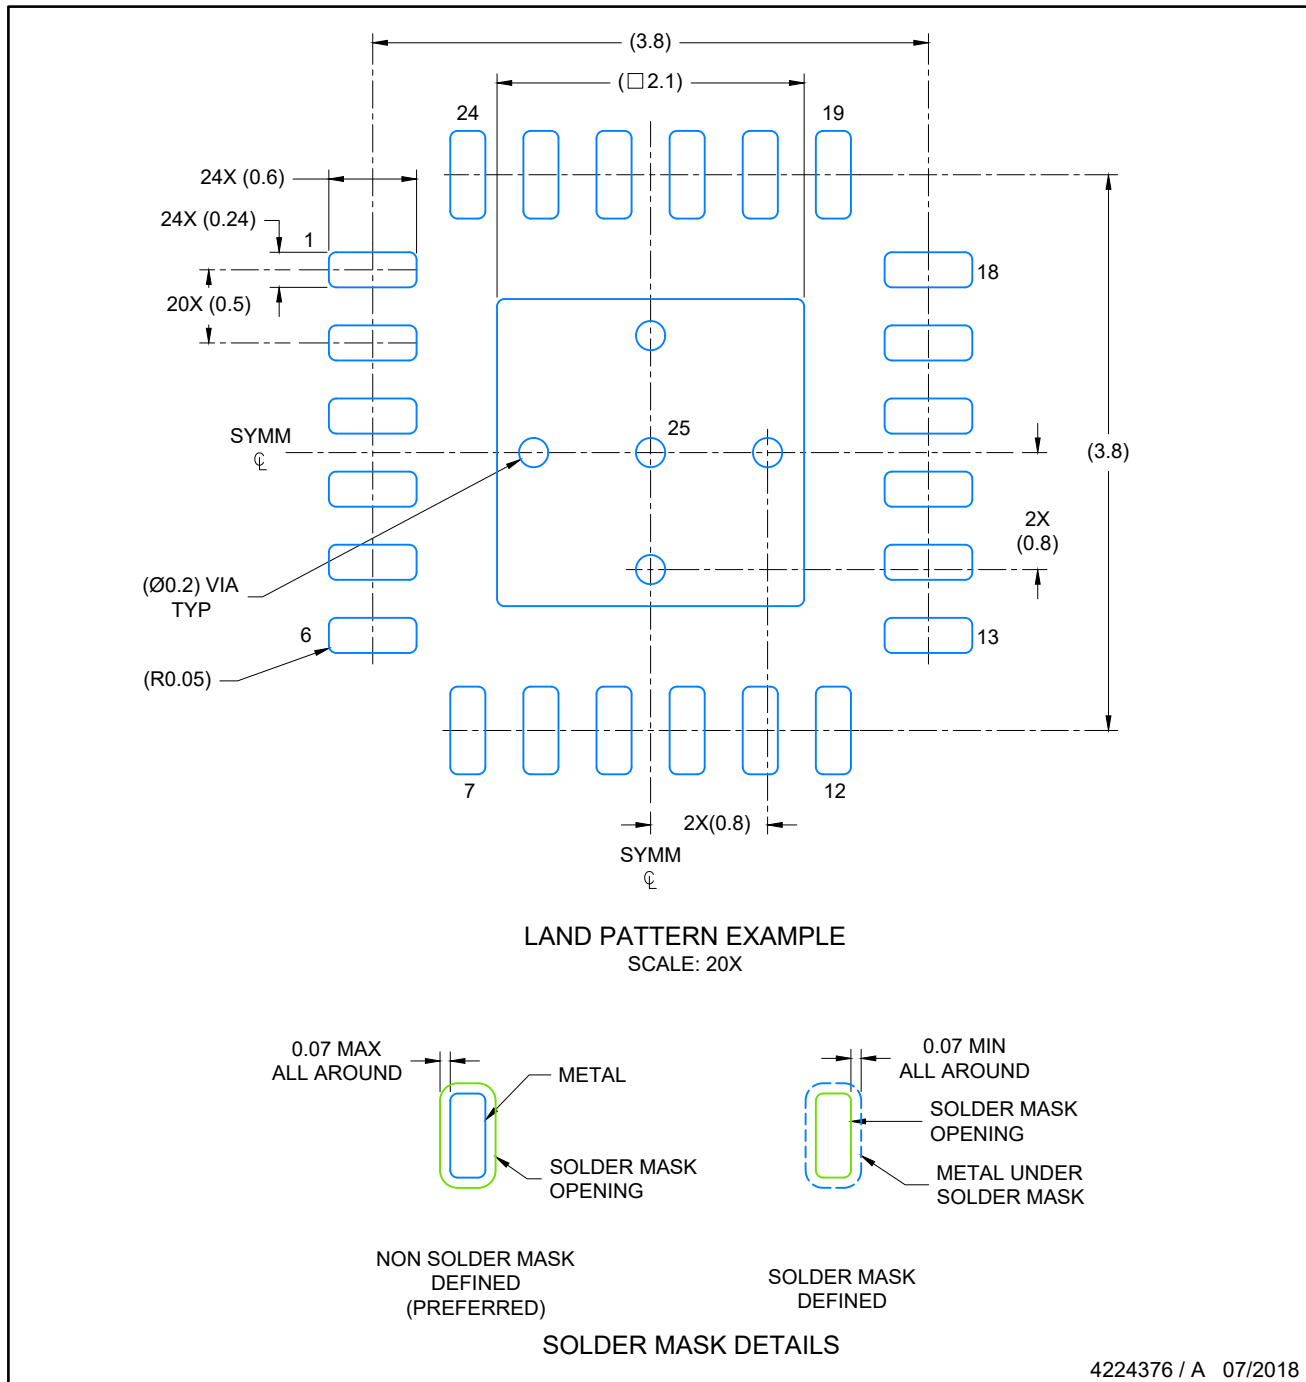 (3.8)
(□2.1)
24
19
24X (0.6)
24X (0.24)
1
18
20X (0.5)
SYMM
℄
25
(3.8)
2X
(0.8)
(Ø0.2) VIA
TYP
6
13
(R0.05)
7
12
2X(0.8)
SYMM
℄
LAND PATTERN EXAMPLE
SCALE: 20X
0.07 MAX
ALL AROUND
METAL
SOLDER MASK
OPENING
0.07 MIN
ALL AROUND
SOLDER MASK
OPENING
METAL UNDER
SOLDER MASK
NON SOLDER MASK
DEFINED
(PREFERRED)
SOLDER MASK
DEFINED
SOLDER MASK DETAILS
4224376 / A 07/2018